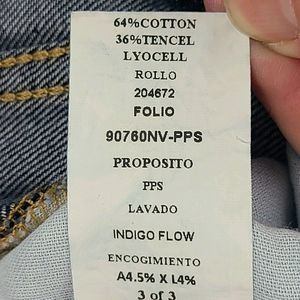 64%COTTON
36%TENCEL
LYOCELL
ROLLO
204672
FOLIO
90760NV-PPS
PROPOSITO
PPS
LAVADO
INDIGO FLOW
ENCOGIMIENTO
A4.5% X L4%
3 of 3